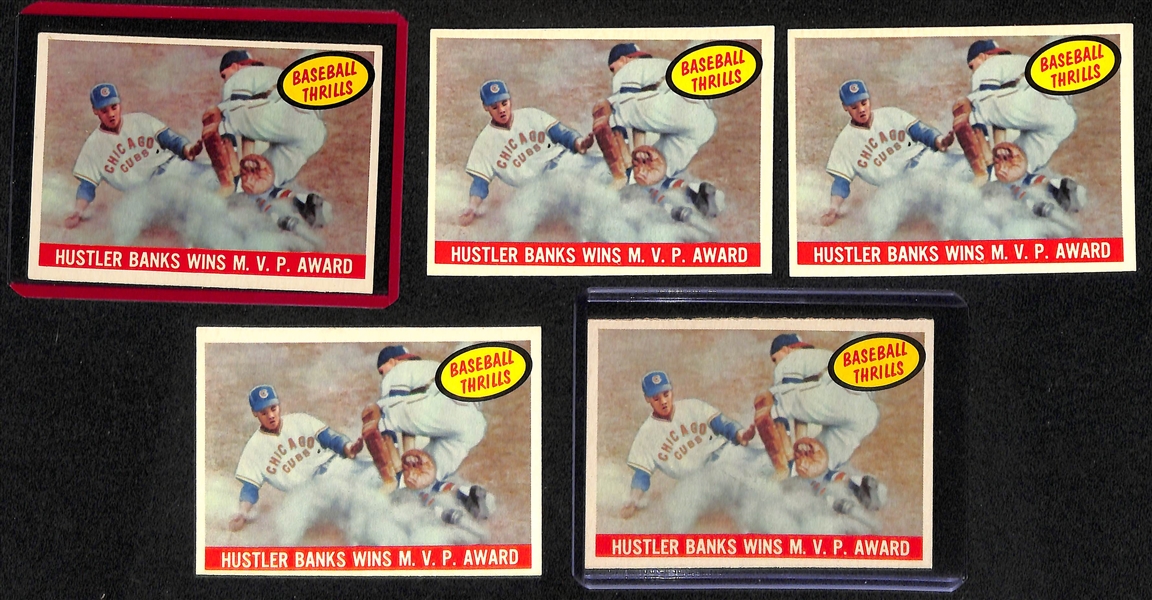 BASEBALL
THRILLS
CHICAGO
CUBS
HUSTLER BANKS WINS M. V. P. AWARD
BASEBALL
THRILLS
CHICAGO
CUBS
HUSTLER BANKS WINS M. V. P. AWARD
BASEBALL
THRILLS
CHICAGO
CUBS
HUSTLER BANKS WINS M. V. P. AWARD
BASEBALL
THRILLS
CHICAGO
CUBS
HUSTLER BANKS WINS M. V. P. AWARD
BASEBALL
THRILLS
CHICAGO
CUBS
HUSTLER BANKS WINS M. V. P. AWARD